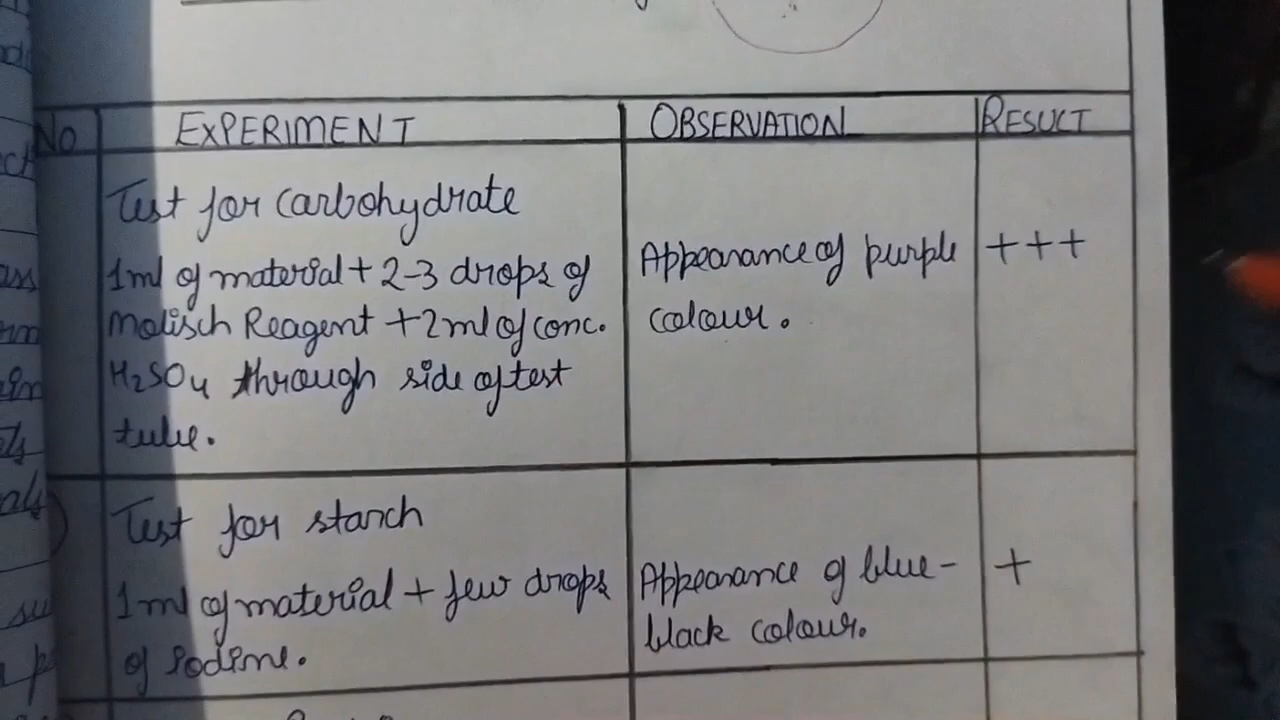 No EXPERIMENT OBSERVATION RESULT
Test for carbohydrate
1ml of material + 2-3 drops of
Molisch Reagent + 2ml of conc.
H₂SO₄ through side of test
tube.
Appearance of purple
colour.
+++
Test for starch
1ml of material + few drops
of iodine.
Appearance of blue-
black colour.
+